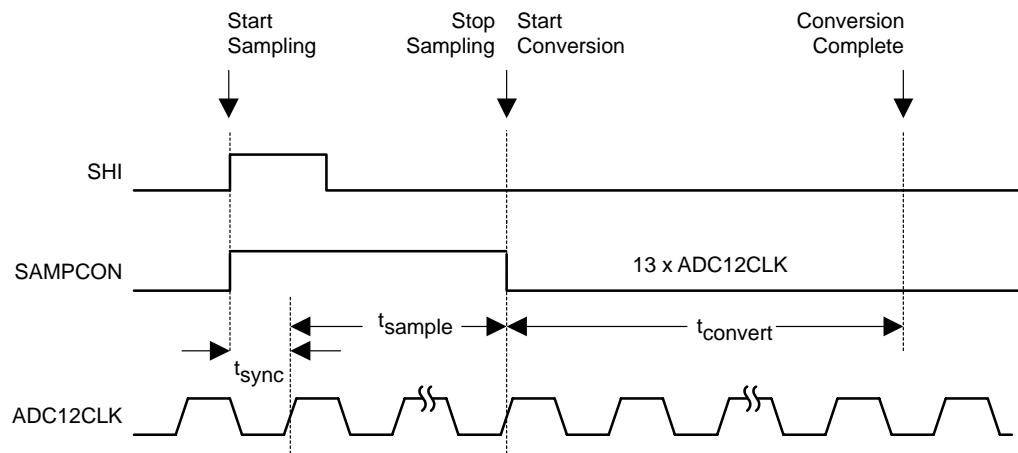 Start
Sampling
Stop
Sampling
Start
Conversion
Conversion
Complete
SHI
SAMPCON
13 x ADC12CLK
tsample
tconvert
tsync
ADC12CLK